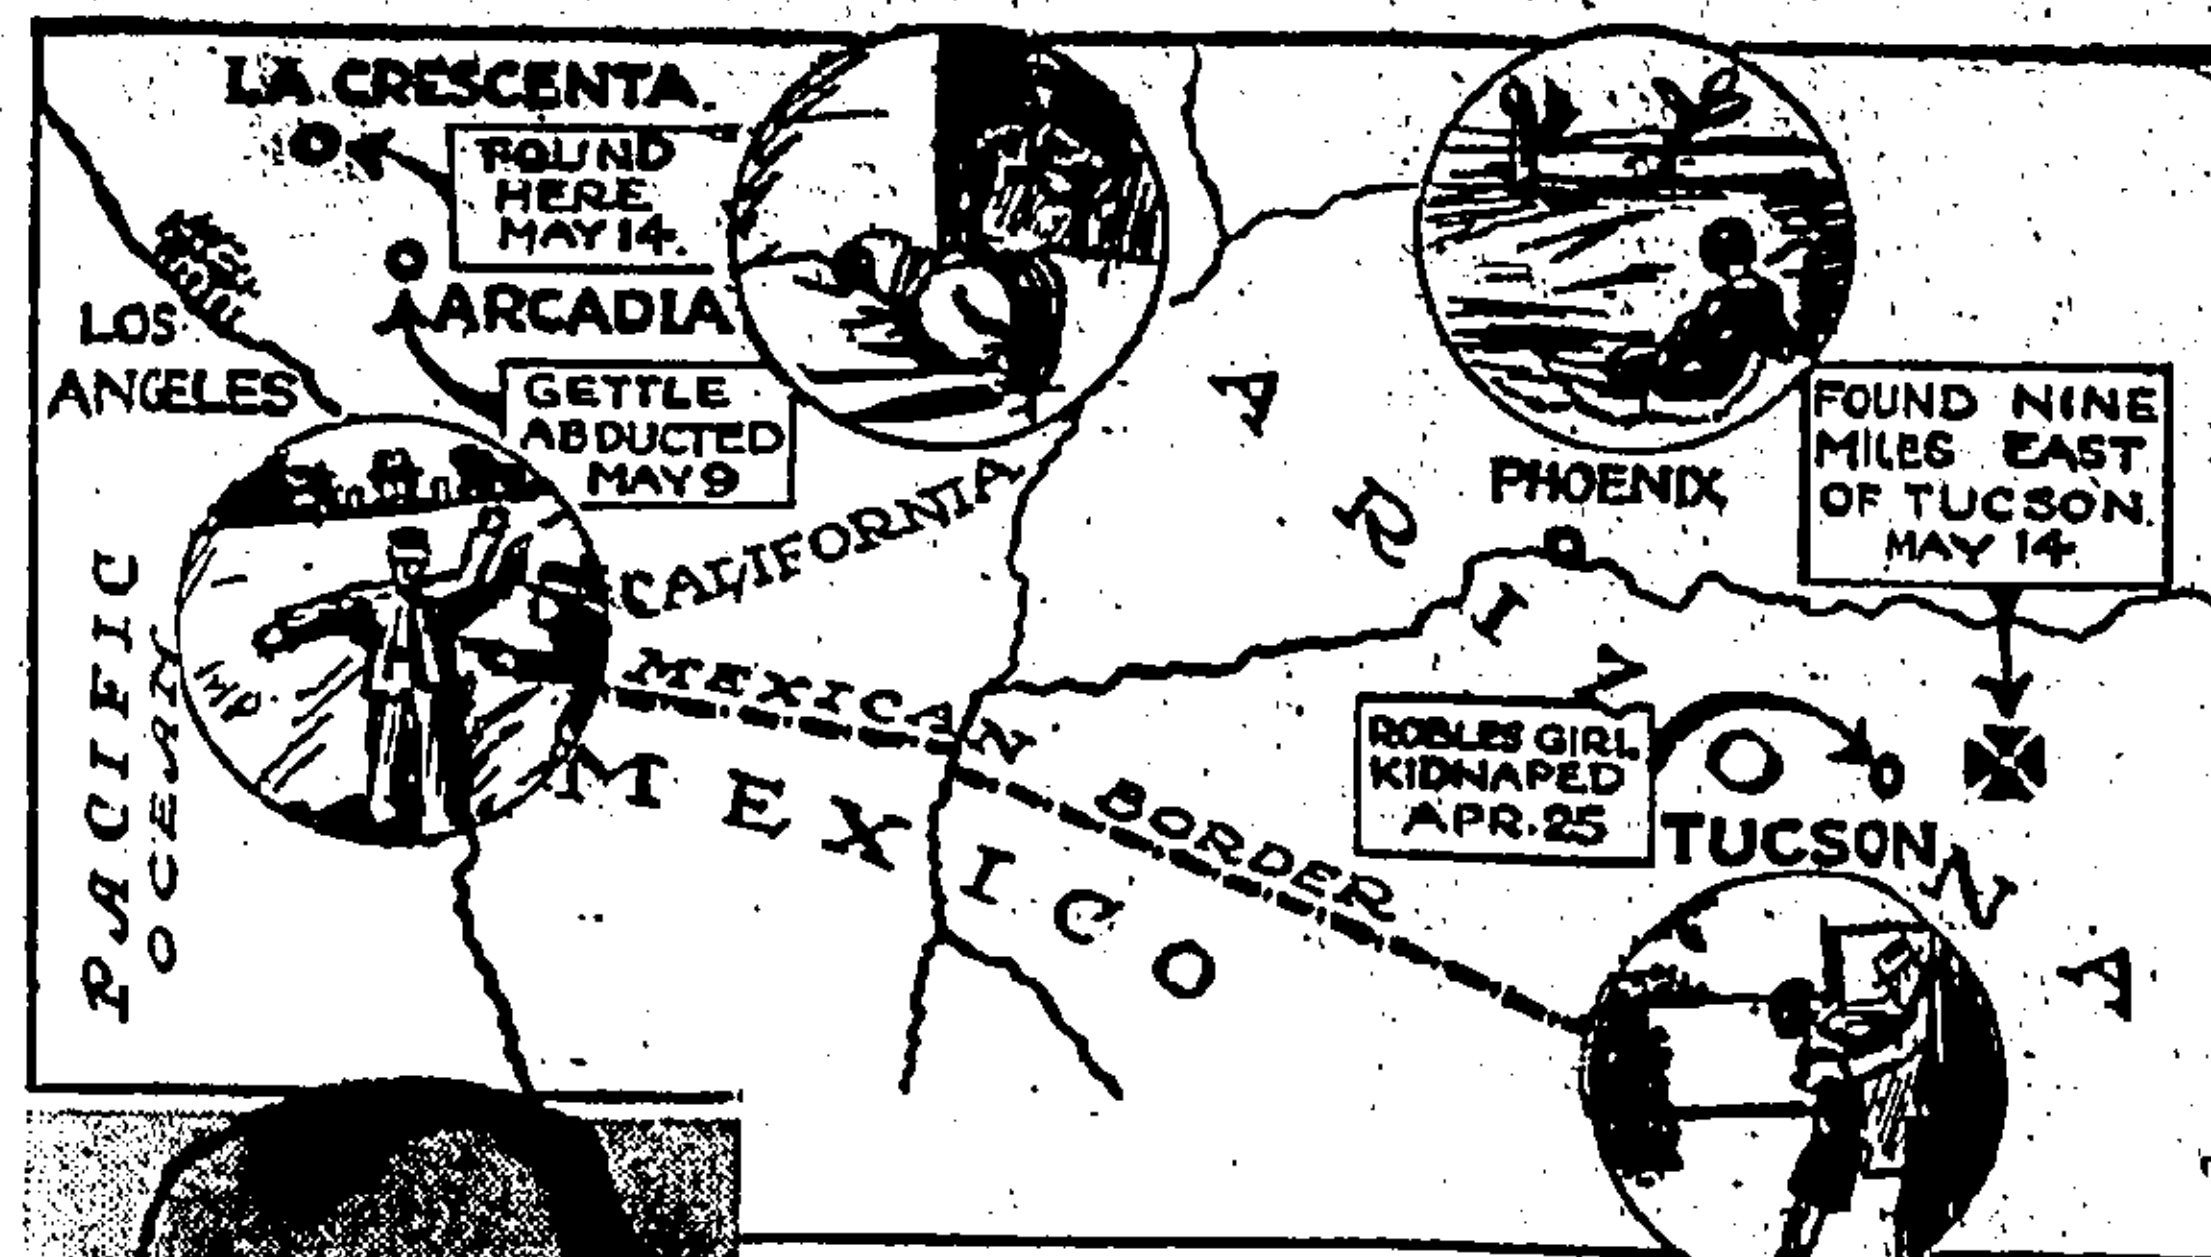 LA CRESCENTA.
FOUND
HERE
MAY 14.
ARCADIA
LOS
ANGELES
GETTLE
ABDUCTED
MAY 9
PACIFIC
OCEAN
CALIFORNIA
MEXICAN BORDER
MEXICO
ARIZONA
PHOENIX
FOUND NINE
MILES EAST
OF TUCSON
MAY 14.
ROBLES GIRL
KIDNAPED
APR. 25
TUCSON